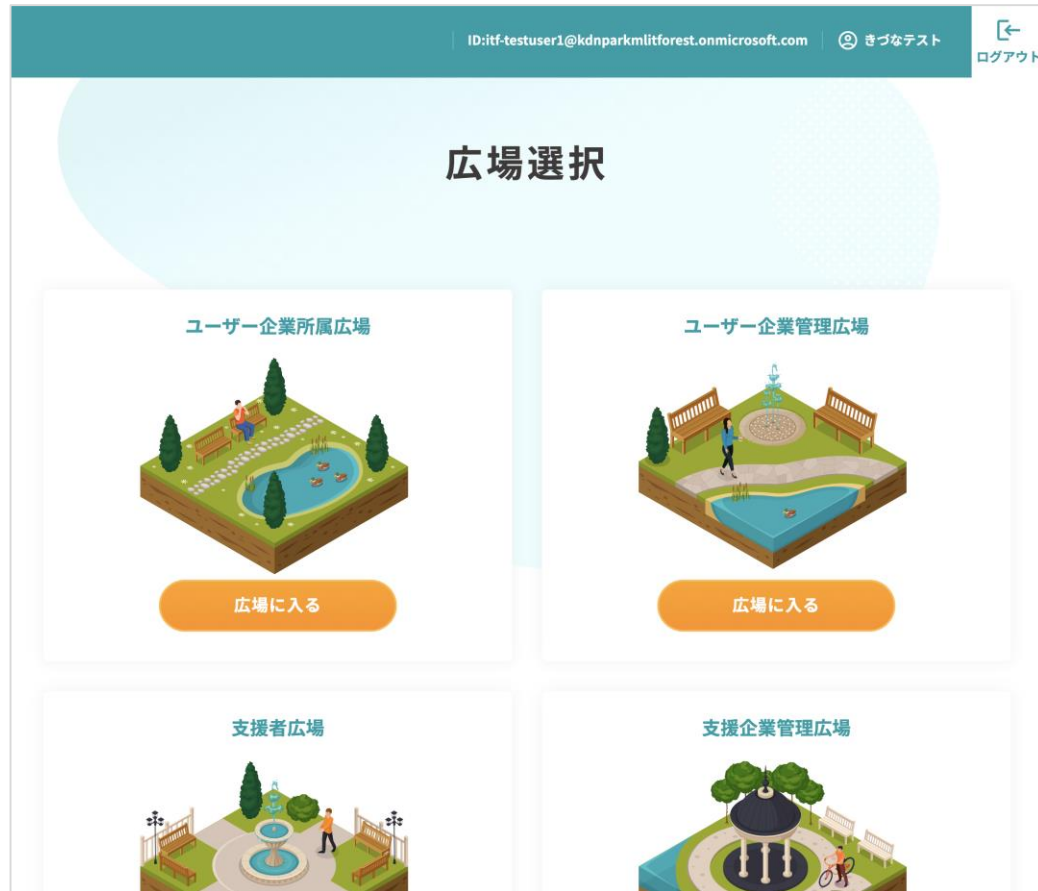 ID:itf-testuser1@kdnparkmlitforest.onmicrosoft.com
きづなテスト
ログアウト
広場選択
ユーザー企業所属広場
ユーザー企業管理広場
広場に入る
広場に入る
支援者広場
支援企業管理広場